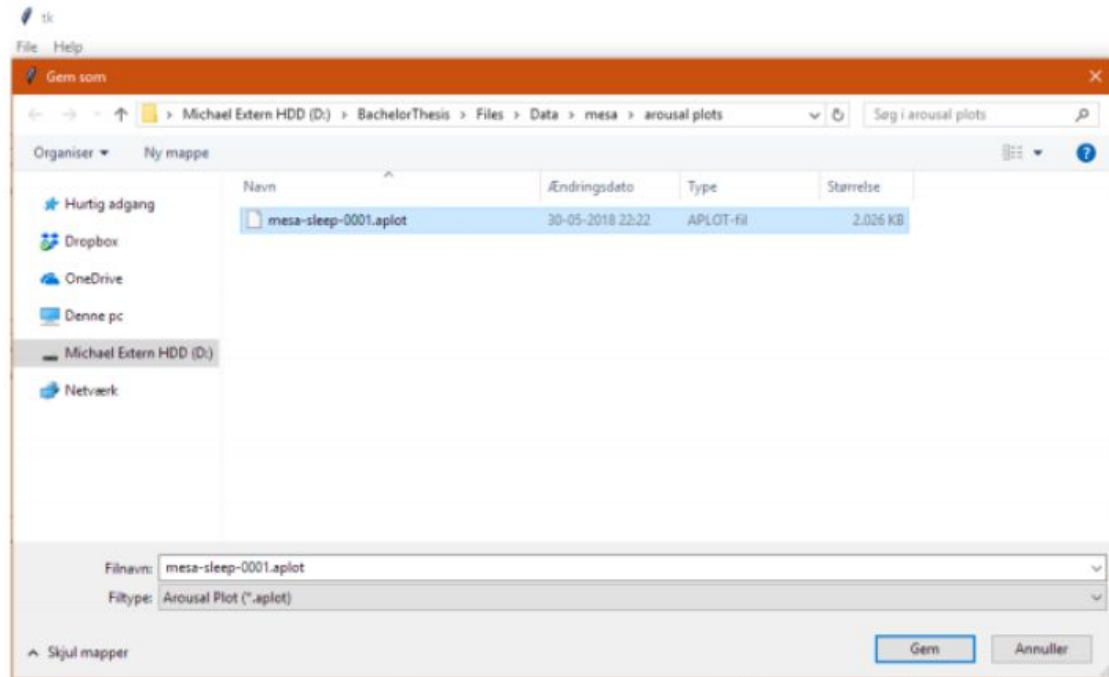 tk
File Help
Gem som
Michael Extern HDD (D:) > BachelorThesis > Files > Data > mesa > arousal plots
Søg i arousal plots
Organiser Ny mappe
Navn Ændringsdato Type Størrelse
mesa-sleep-0001.aplot 30-05-2018 22:22 APLOT-fil 2.026 KB
Hurtig adgang
Dropbox
OneDrive
Denne pc
Michael Extern HDD (D:)
Netværk
Filnavn: mesa-sleep-0001.aplot
Filtype: Arousal Plot (*.aplot)
Skjul mapper
Gem Annuller